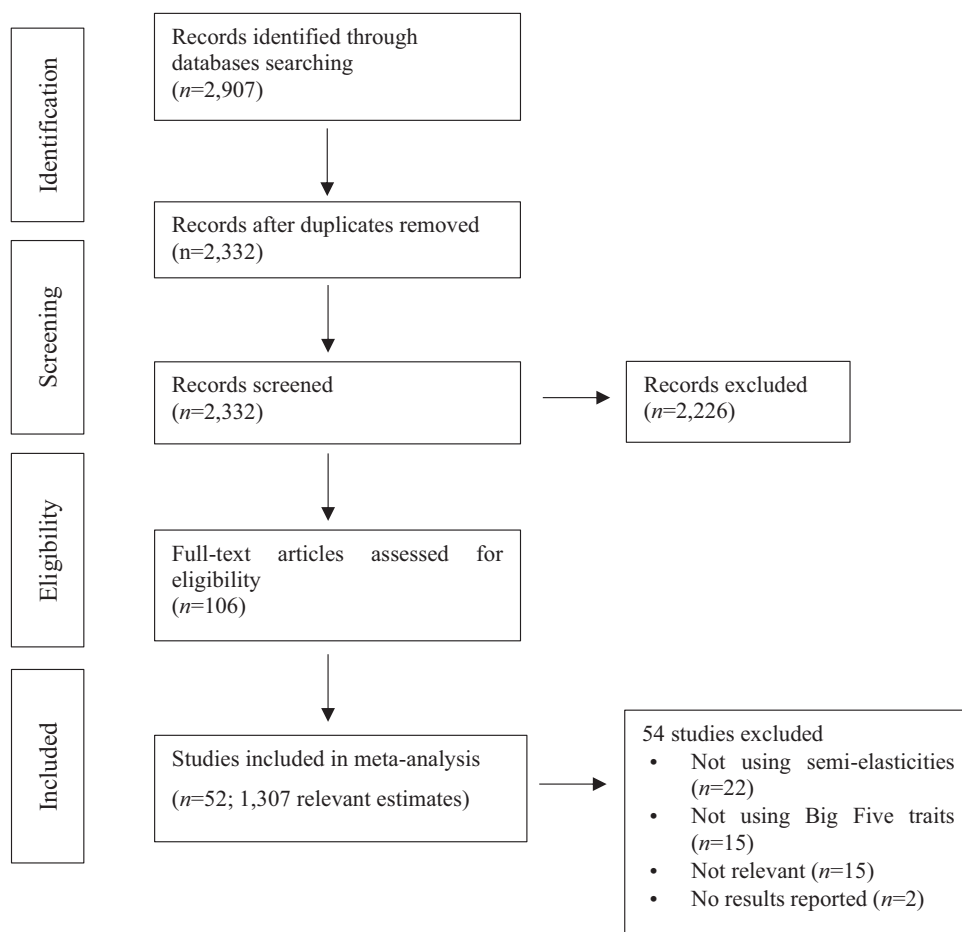 Identification
Records identified through
databases searching
(n=2,907)
Records after duplicates removed
(n=2,332)
Screening
Records screened
(n=2,332)
Records excluded
(n=2,226)
Eligibility
Full-text articles assessed for
eligibility
(n=106)
Included
Studies included in meta-analysis
(n=52; 1,307 relevant estimates)
54 studies excluded
• Not using semi-elasticities
(n=22)
• Not using Big Five traits
(n=15)
• Not relevant (n=15)
• No results reported (n=2)